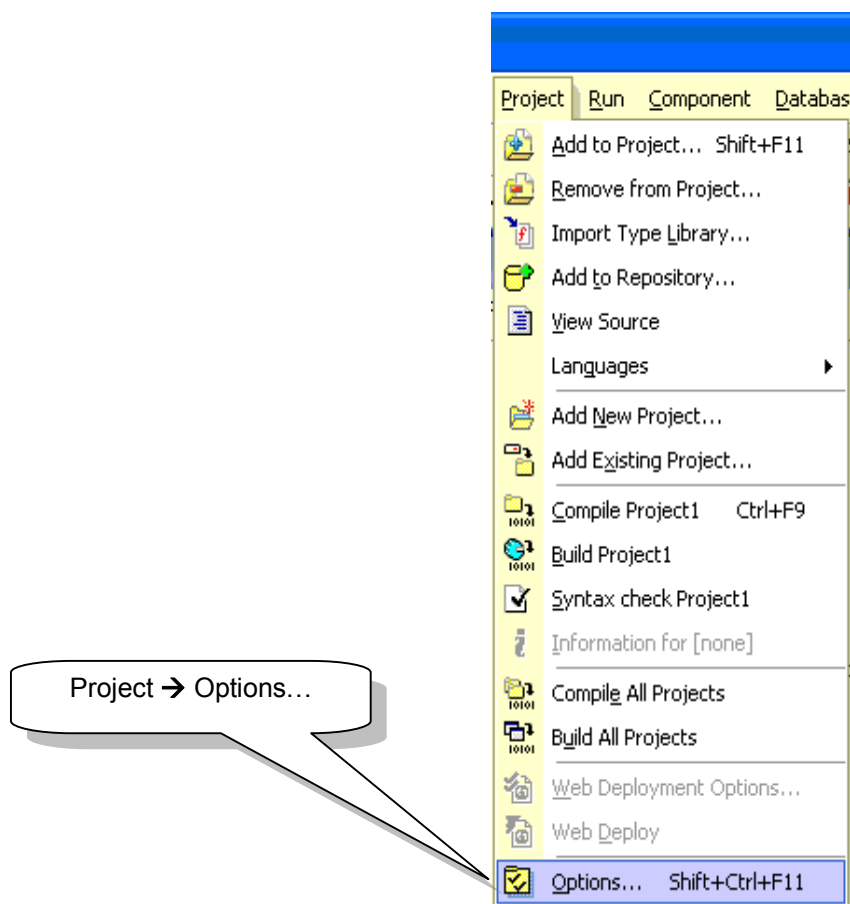 Project Run Component Databas
Add to Project... Shift+F11
Remove from Project...
Import Type Library...
Add to Repository...
View Source
Languages
Add New Project...
Add Existing Project...
Compile Project1 Ctrl+F9
Build Project1
Syntax check Project1
Information for [none]
Compile All Projects
Build All Projects
Web Deployment Options...
Web Deploy
Options... Shift+Ctrl+F11
Project → Options…